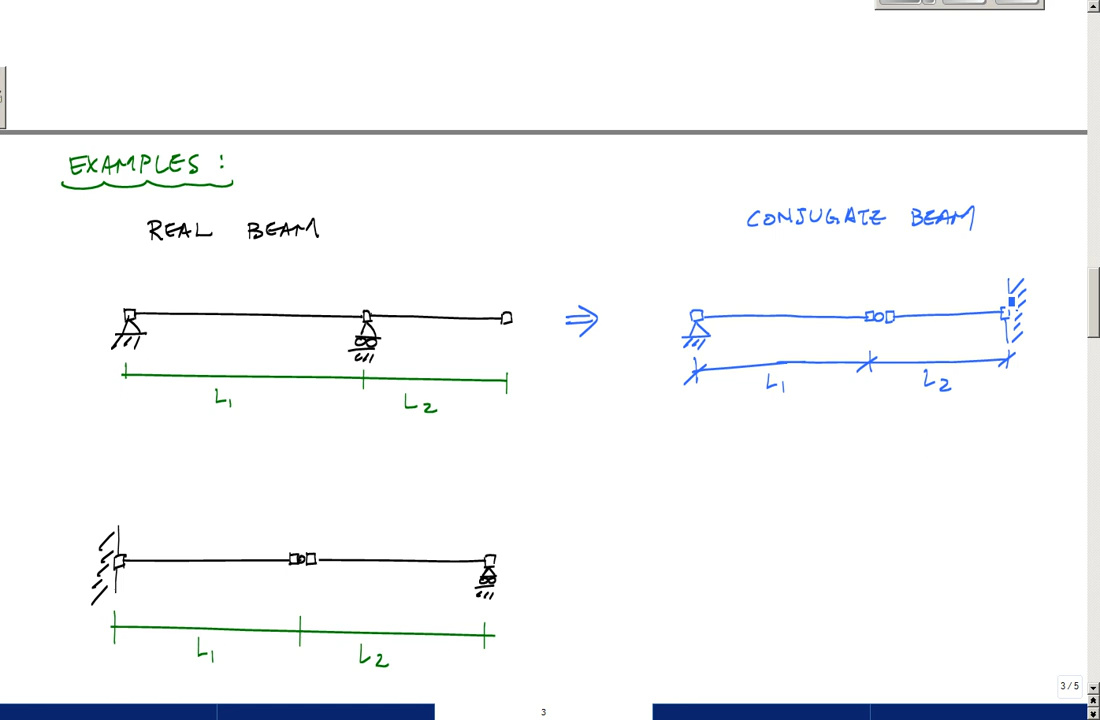 EXAMPLES :
REAL BEAM
CONJUGATE BEAM
L1 L2
L1 L2
L1 L2
3 / 5
3